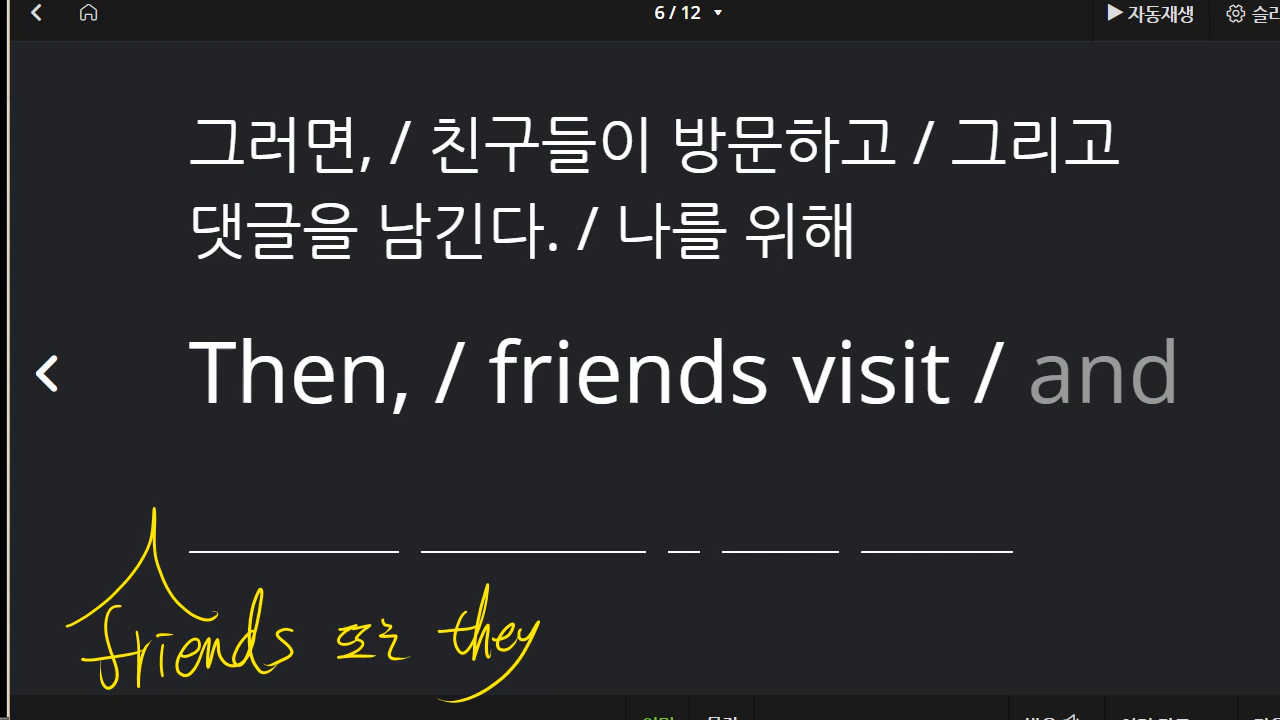 6 / 12
자동재생
그러면, / 친구들이 방문하고 / 그리고
댓글을 남긴다. / 나를 위해
Then, / friends visit / and
friends 또는 they